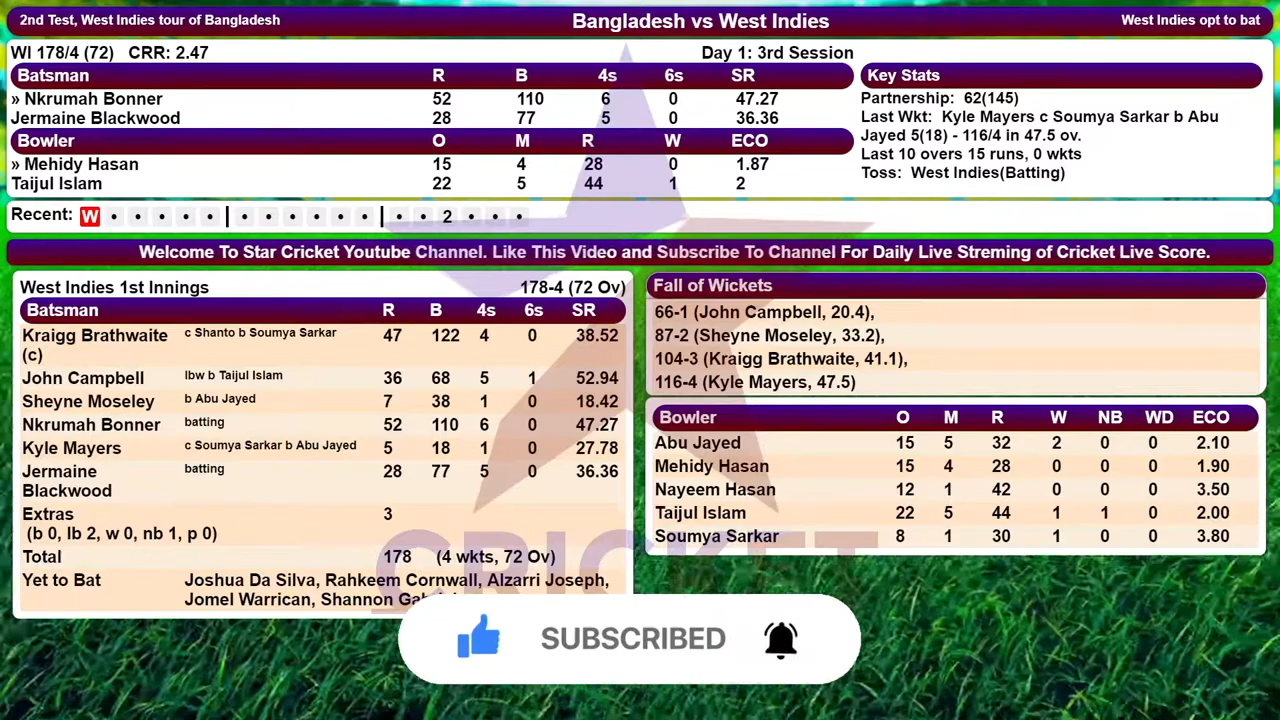 2nd Test, West Indies tour of Bangladesh Bangladesh vs West Indies West Indies opt to bat
WI 178/4 (72) CRR: 2.47 Day 1: 3rd Session
Batsman R B 4s 6s SR
» Nkrumah Bonner 52 110 6 0 47.27
Jermaine Blackwood 28 77 5 0 36.36
Bowler O M R W ECO
» Mehidy Hasan 15 4 28 0 1.87
Taijul Islam 22 5 44 1 2
Key Stats
Partnership: 62(145)
Last Wkt: Kyle Mayers c Soumya Sarkar b Abu
Jayed 5(18) - 116/4 in 47.5 ov.
Last 10 overs 15 runs, 0 wkts
Toss: West Indies(Batting)
Recent: W • • • • • | • • • • • • | • • 2 • • •
Welcome To Star Cricket Youtube Channel. Like This Video and Subscribe To Channel For Daily Live Streming of Cricket Live Score.
West Indies 1st Innings 178-4 (72 Ov)
Batsman R B 4s 6s SR
Kraigg Brathwaite c Shanto b Soumya Sarkar 47 122 4 0 38.52
(c)
John Campbell lbw b Taijul Islam 36 68 5 1 52.94
Sheyne Moseley b Abu Jayed 7 38 1 0 18.42
Nkrumah Bonner batting 52 110 6 0 47.27
Kyle Mayers c Soumya Sarkar b Abu Jayed 5 18 1 0 27.78
Jermaine batting 28 77 5 0 36.36
Blackwood
Extras 3
(b 0, lb 2, w 0, nb 1, p 0)
Total 178 (4 wkts, 72 Ov)
Yet to Bat Joshua Da Silva, Rahkeem Cornwall, Alzarri Joseph,
Jomel Warrican, Shannon
Fall of Wickets
66-1 (John Campbell, 20.4),
87-2 (Sheyne Moseley, 33.2),
104-3 (Kraigg Brathwaite, 41.1),
116-4 (Kyle Mayers, 47.5)
Bowler O M R W NB WD ECO
Abu Jayed 15 5 32 2 0 0 2.10
Mehidy Hasan 15 4 28 0 0 0 1.90
Nayeem Hasan 12 1 42 0 0 0 3.50
Taijul Islam 22 5 44 1 1 0 2.00
Soumya Sarkar 8 1 30 1 0 0 3.80
CRICKET
SUBSCRIBED